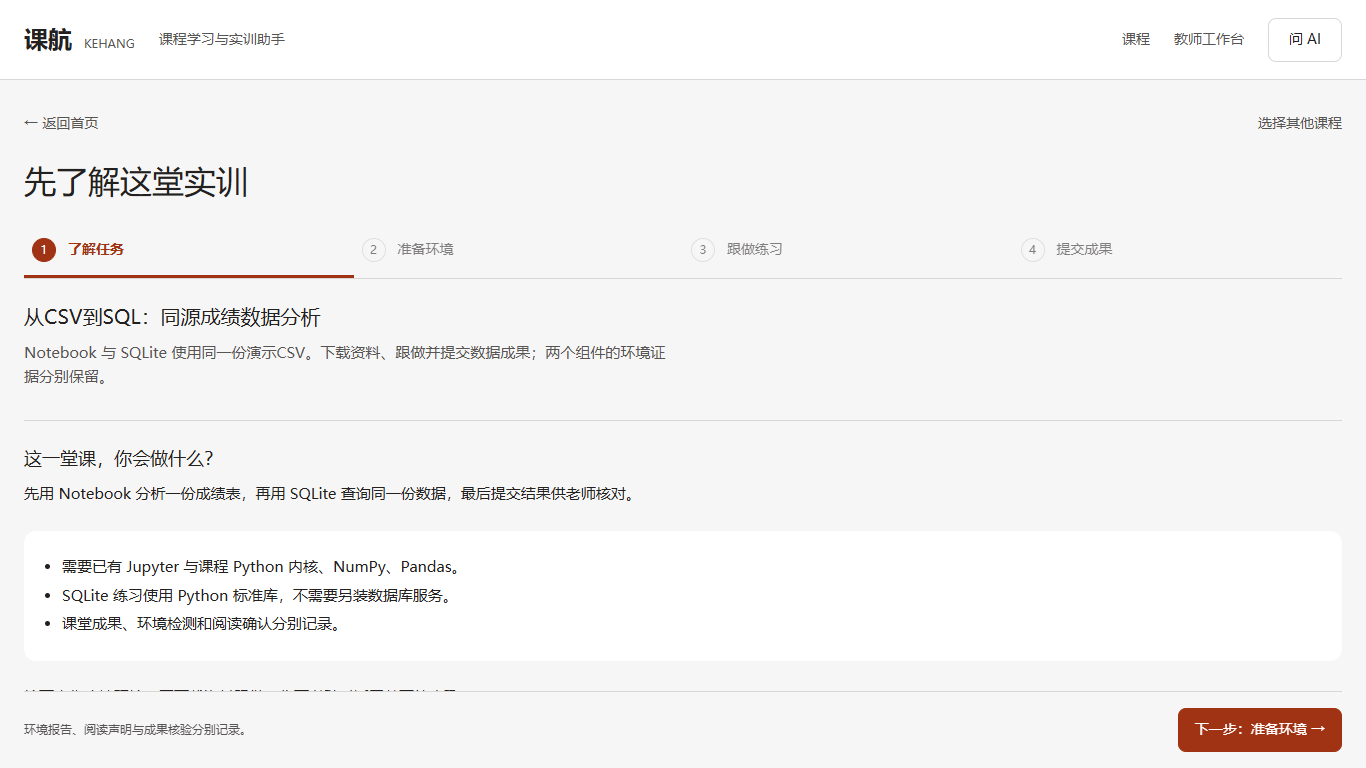 课航 KEHANG 课程学习与实训助手 课程 教师工作台 问 AI
← 返回首页 选择其他课程
先了解这堂实训
1 了解任务 2 准备环境 3 跟做练习 4 提交成果
从CSV到SQL：同源成绩数据分析
Notebook 与 SQLite 使用同一份演示CSV。下载资料、跟做并提交数据成果；两个组件的环境证
据分别保留。
这一堂课，你会做什么？
先用 Notebook 分析一份成绩表，再用 SQLite 查询同一份数据，最后提交结果供老师核对。
• 需要已有 Jupyter 与课程 Python 内核、NumPy、Pandas。
• SQLite 练习使用 Python 标准库，不需要另装数据库服务。
• 课堂成果、环境检测和阅读确认分别记录。
环境报告、阅读声明与成果核验分别记录。 下一步：准备环境 →